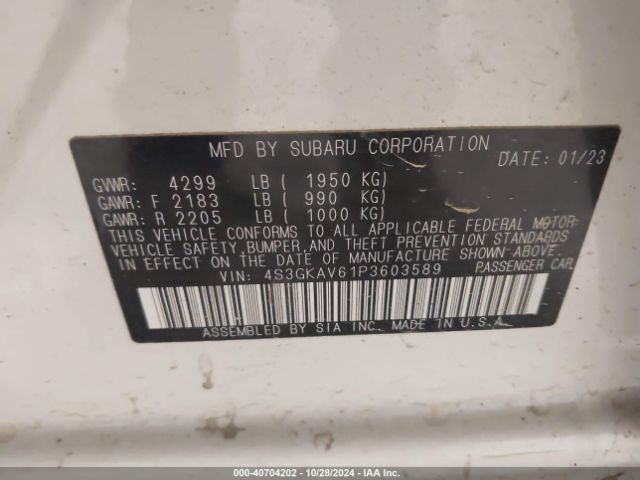 MFD BY SUBARU CORPORATION DATE: 01/23
GVWR: 4299 LB ( 1950 KG)
GAWR: F 2183 LB ( 990 KG)
GAWR: R 2205 LB ( 1000 KG)
THIS VEHICLE CONFORMS TO ALL APPLICABLE FEDERAL MOTOR
VEHICLE SAFETY, BUMPER, AND THEFT PREVENTION STANDARDS
IN EFFECT ON THE DATE OF MANUFACTURE SHOWN ABOVE.
VIN: 4S3GKAV61P3603589 PASSENGER CAR
ASSEMBLED BY SIA INC. MADE IN U.S.A.
000-40704202 - 10/28/2024 - IAA Inc.